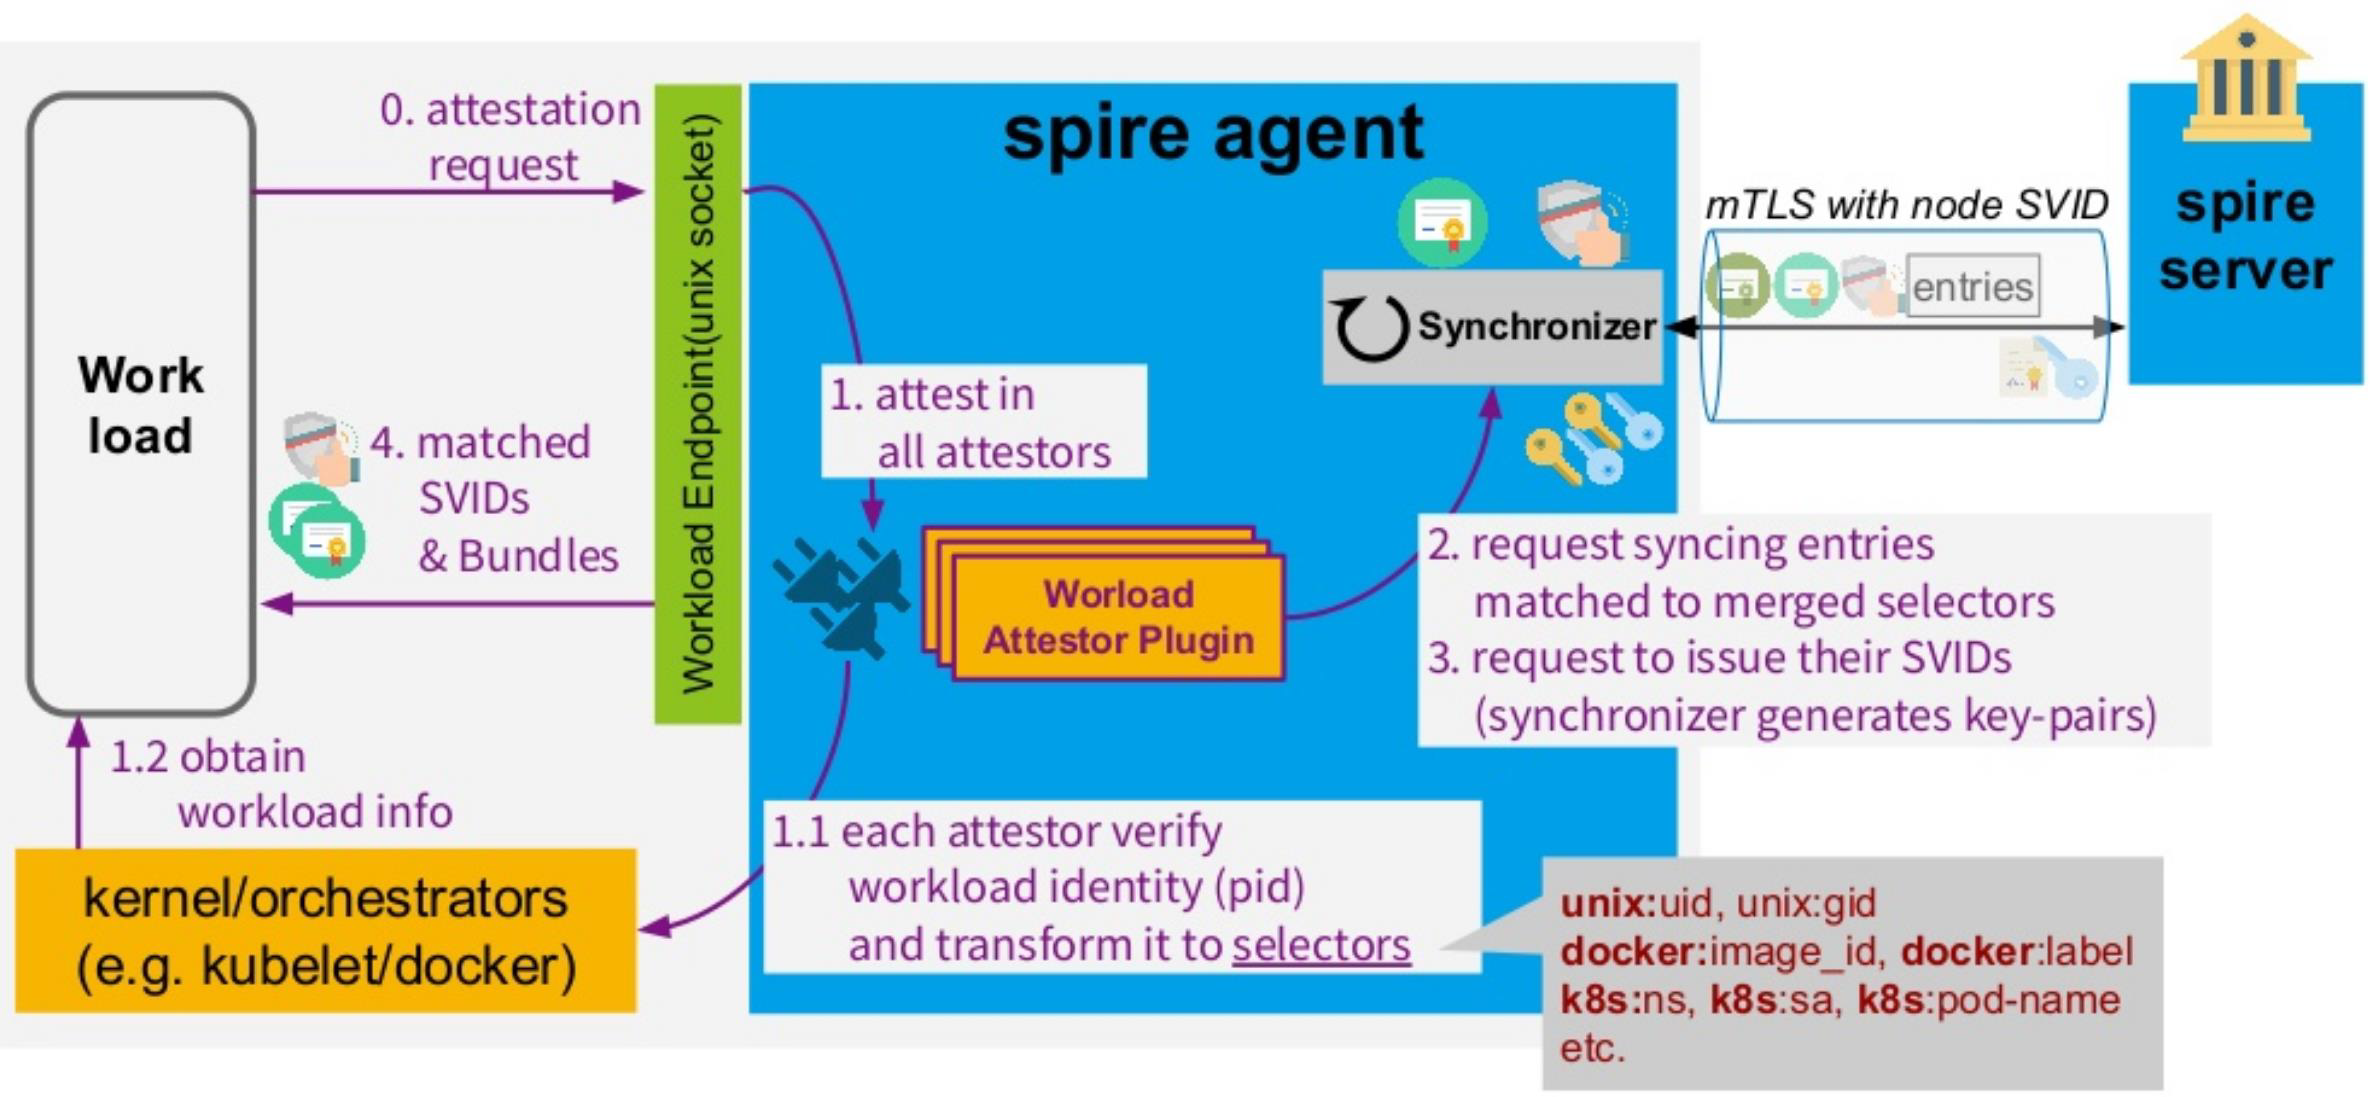 0. attestation
request
Work
load
4. matched
SVIDs
& Bundles
1.2 obtain
workload info
kernel/orchestrators
(e.g. kubelet/docker)
Workload Endpoint(unix socket)
spire agent
1. attest in
all attestors
Worload
Attestor Plugin
Synchronizer
2. request syncing entries
matched to merged selectors
3. request to issue their SVIDs
(synchronizer generates key-pairs)
1.1 each attestor verify
workload identity (pid)
and transform it to selectors
unix:uid, unix:gid
docker:image_id, docker:label
k8s:ns, k8s:sa, k8s:pod-name
etc.
mTLS with node SVID
entries
spire
server